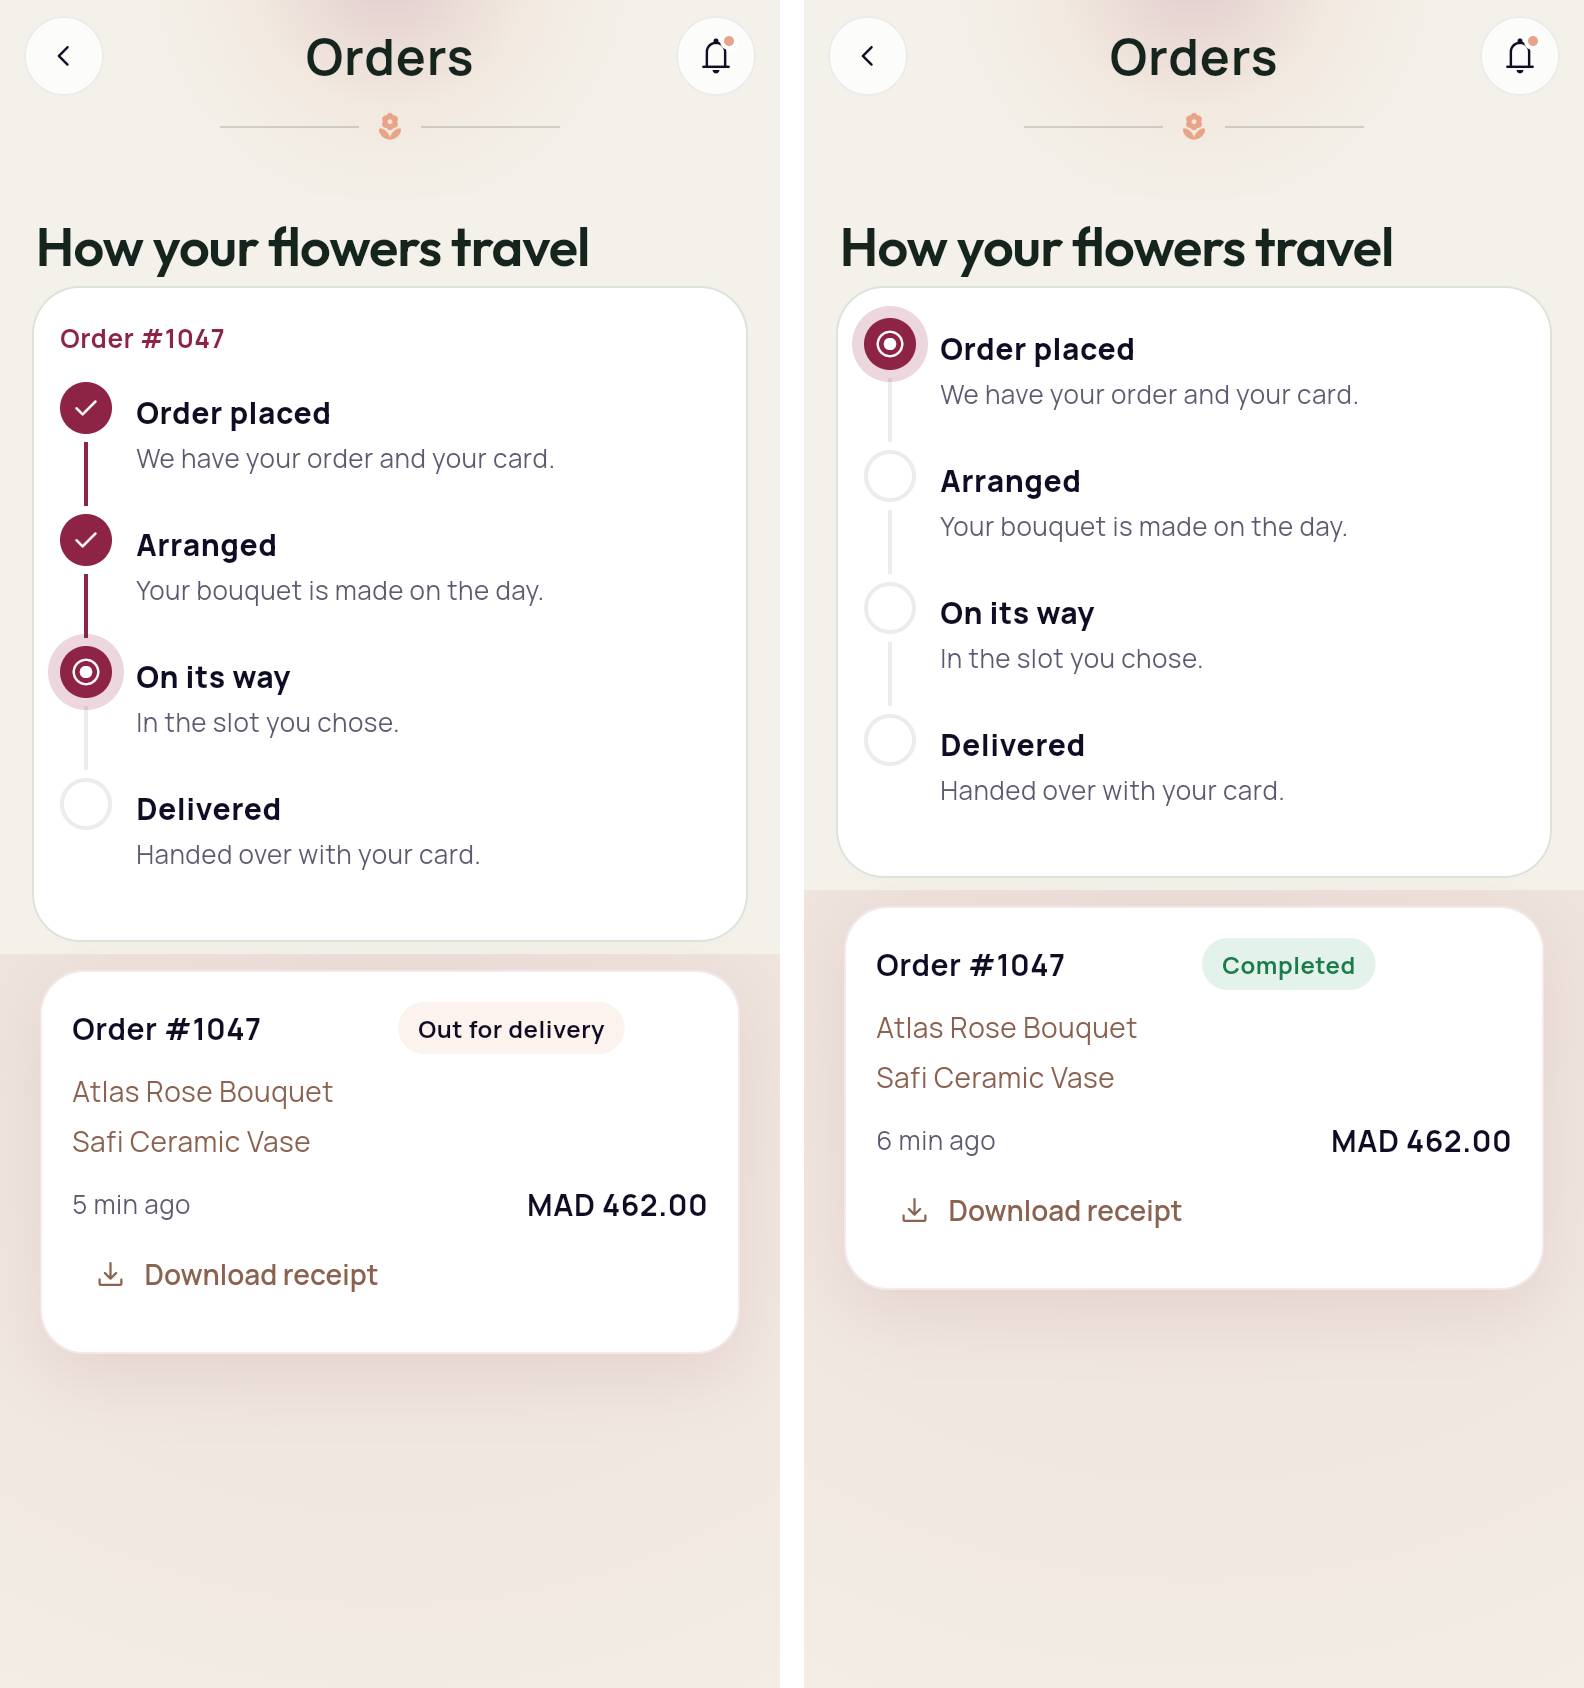 Orders
How your flowers travel
Order #1047
Order placed
We have your order and your card.
Arranged
Your bouquet is made on the day.
On its way
In the slot you chose.
Delivered
Handed over with your card.
Order #1047
Out for delivery
Atlas Rose Bouquet
Safi Ceramic Vase
5 min ago
MAD 462.00
Download receipt
Orders
How your flowers travel
Order placed
We have your order and your card.
Arranged
Your bouquet is made on the day.
On its way
In the slot you chose.
Delivered
Handed over with your card.
Order #1047
Completed
Atlas Rose Bouquet
Safi Ceramic Vase
6 min ago
MAD 462.00
Download receipt